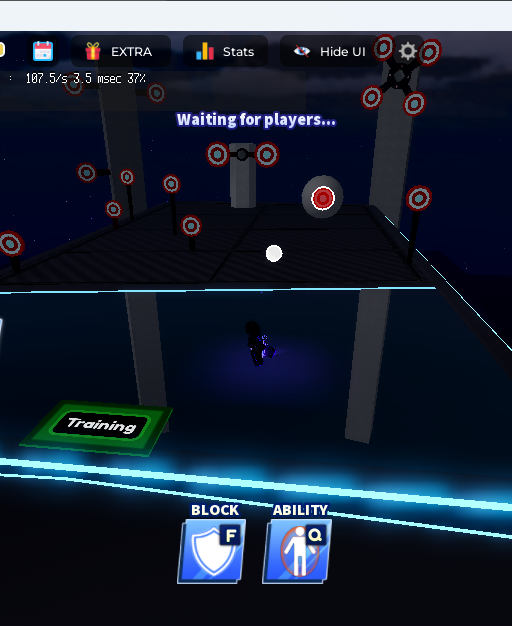 EXTRA
Stats
Hide UI
: 107.5/s 3.5 msec 37%
Waiting for players...
Training
BLOCK
ABILITY
F
Q